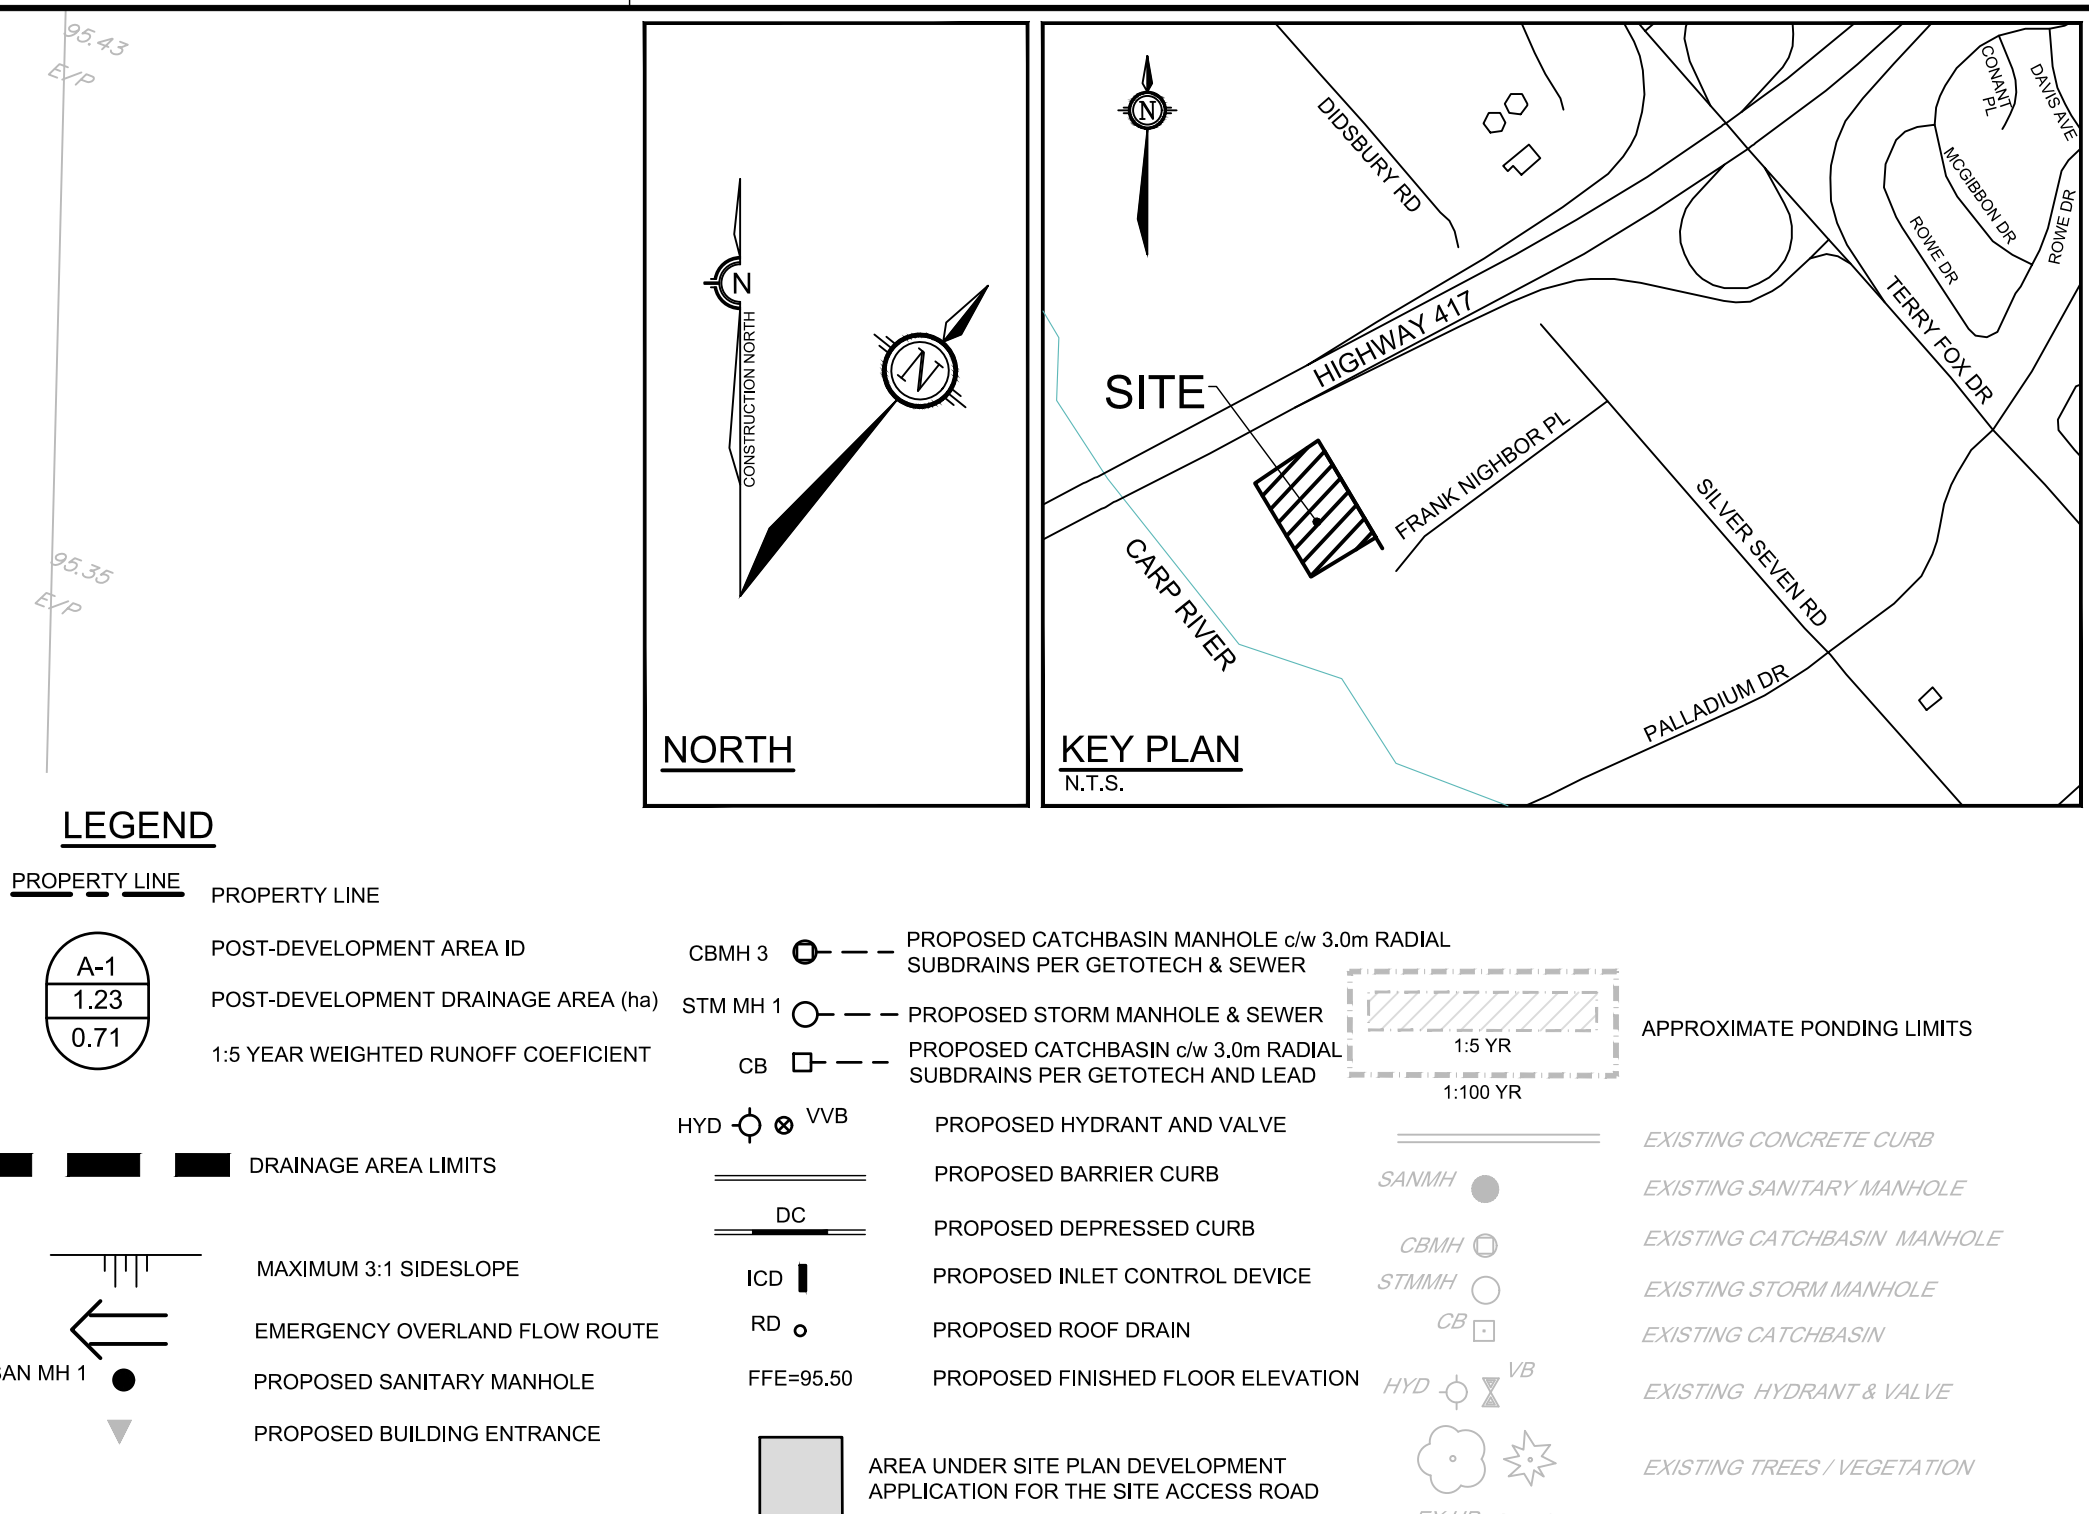 95.43
E/P
95.35
E/P
N
CONSTRUCTION NORTH
N
NORTH
N
DIDSBURY RD
CONANT PL
DAVIS AVE
MCGIBBON DR
ROWE DR
ROWE DR
TERRY FOX DR
HIGHWAY 417
SITE
FRANK NIGHBOR PL
SILVER SEVEN RD
CARP RIVER
PALLADIUM DR
KEY PLAN
N.T.S.
LEGEND
PROPERTY LINE
PROPERTY LINE
A-1
POST-DEVELOPMENT AREA ID
1.23
POST-DEVELOPMENT DRAINAGE AREA (ha)
0.71
1:5 YEAR WEIGHTED RUNOFF COEFICIENT
DRAINAGE AREA LIMITS
MAXIMUM 3:1 SIDESLOPE
EMERGENCY OVERLAND FLOW ROUTE
AN MH 1
PROPOSED SANITARY MANHOLE
PROPOSED BUILDING ENTRANCE
CBMH 3
PROPOSED CATCHBASIN MANHOLE c/w 3.0m RADIAL
SUBDRAINS PER GETOTECH & SEWER
STM MH 1
PROPOSED STORM MANHOLE & SEWER
CB
PROPOSED CATCHBASIN c/w 3.0m RADIAL
SUBDRAINS PER GETOTECH AND LEAD
HYD
VVB
PROPOSED HYDRANT AND VALVE
PROPOSED BARRIER CURB
DC
PROPOSED DEPRESSED CURB
ICD
PROPOSED INLET CONTROL DEVICE
RD
PROPOSED ROOF DRAIN
FFE=95.50
PROPOSED FINISHED FLOOR ELEVATION
AREA UNDER SITE PLAN DEVELOPMENT
APPLICATION FOR THE SITE ACCESS ROAD
1:5 YR
1:100 YR
APPROXIMATE PONDING LIMITS
EXISTING CONCRETE CURB
SANMH
EXISTING SANITARY MANHOLE
CBMH
EXISTING CATCHBASIN MANHOLE
STMMH
EXISTING STORM MANHOLE
CB
EXISTING CATCHBASIN
HYD
VB
EXISTING HYDRANT & VALVE
EXISTING TREES / VEGETATION